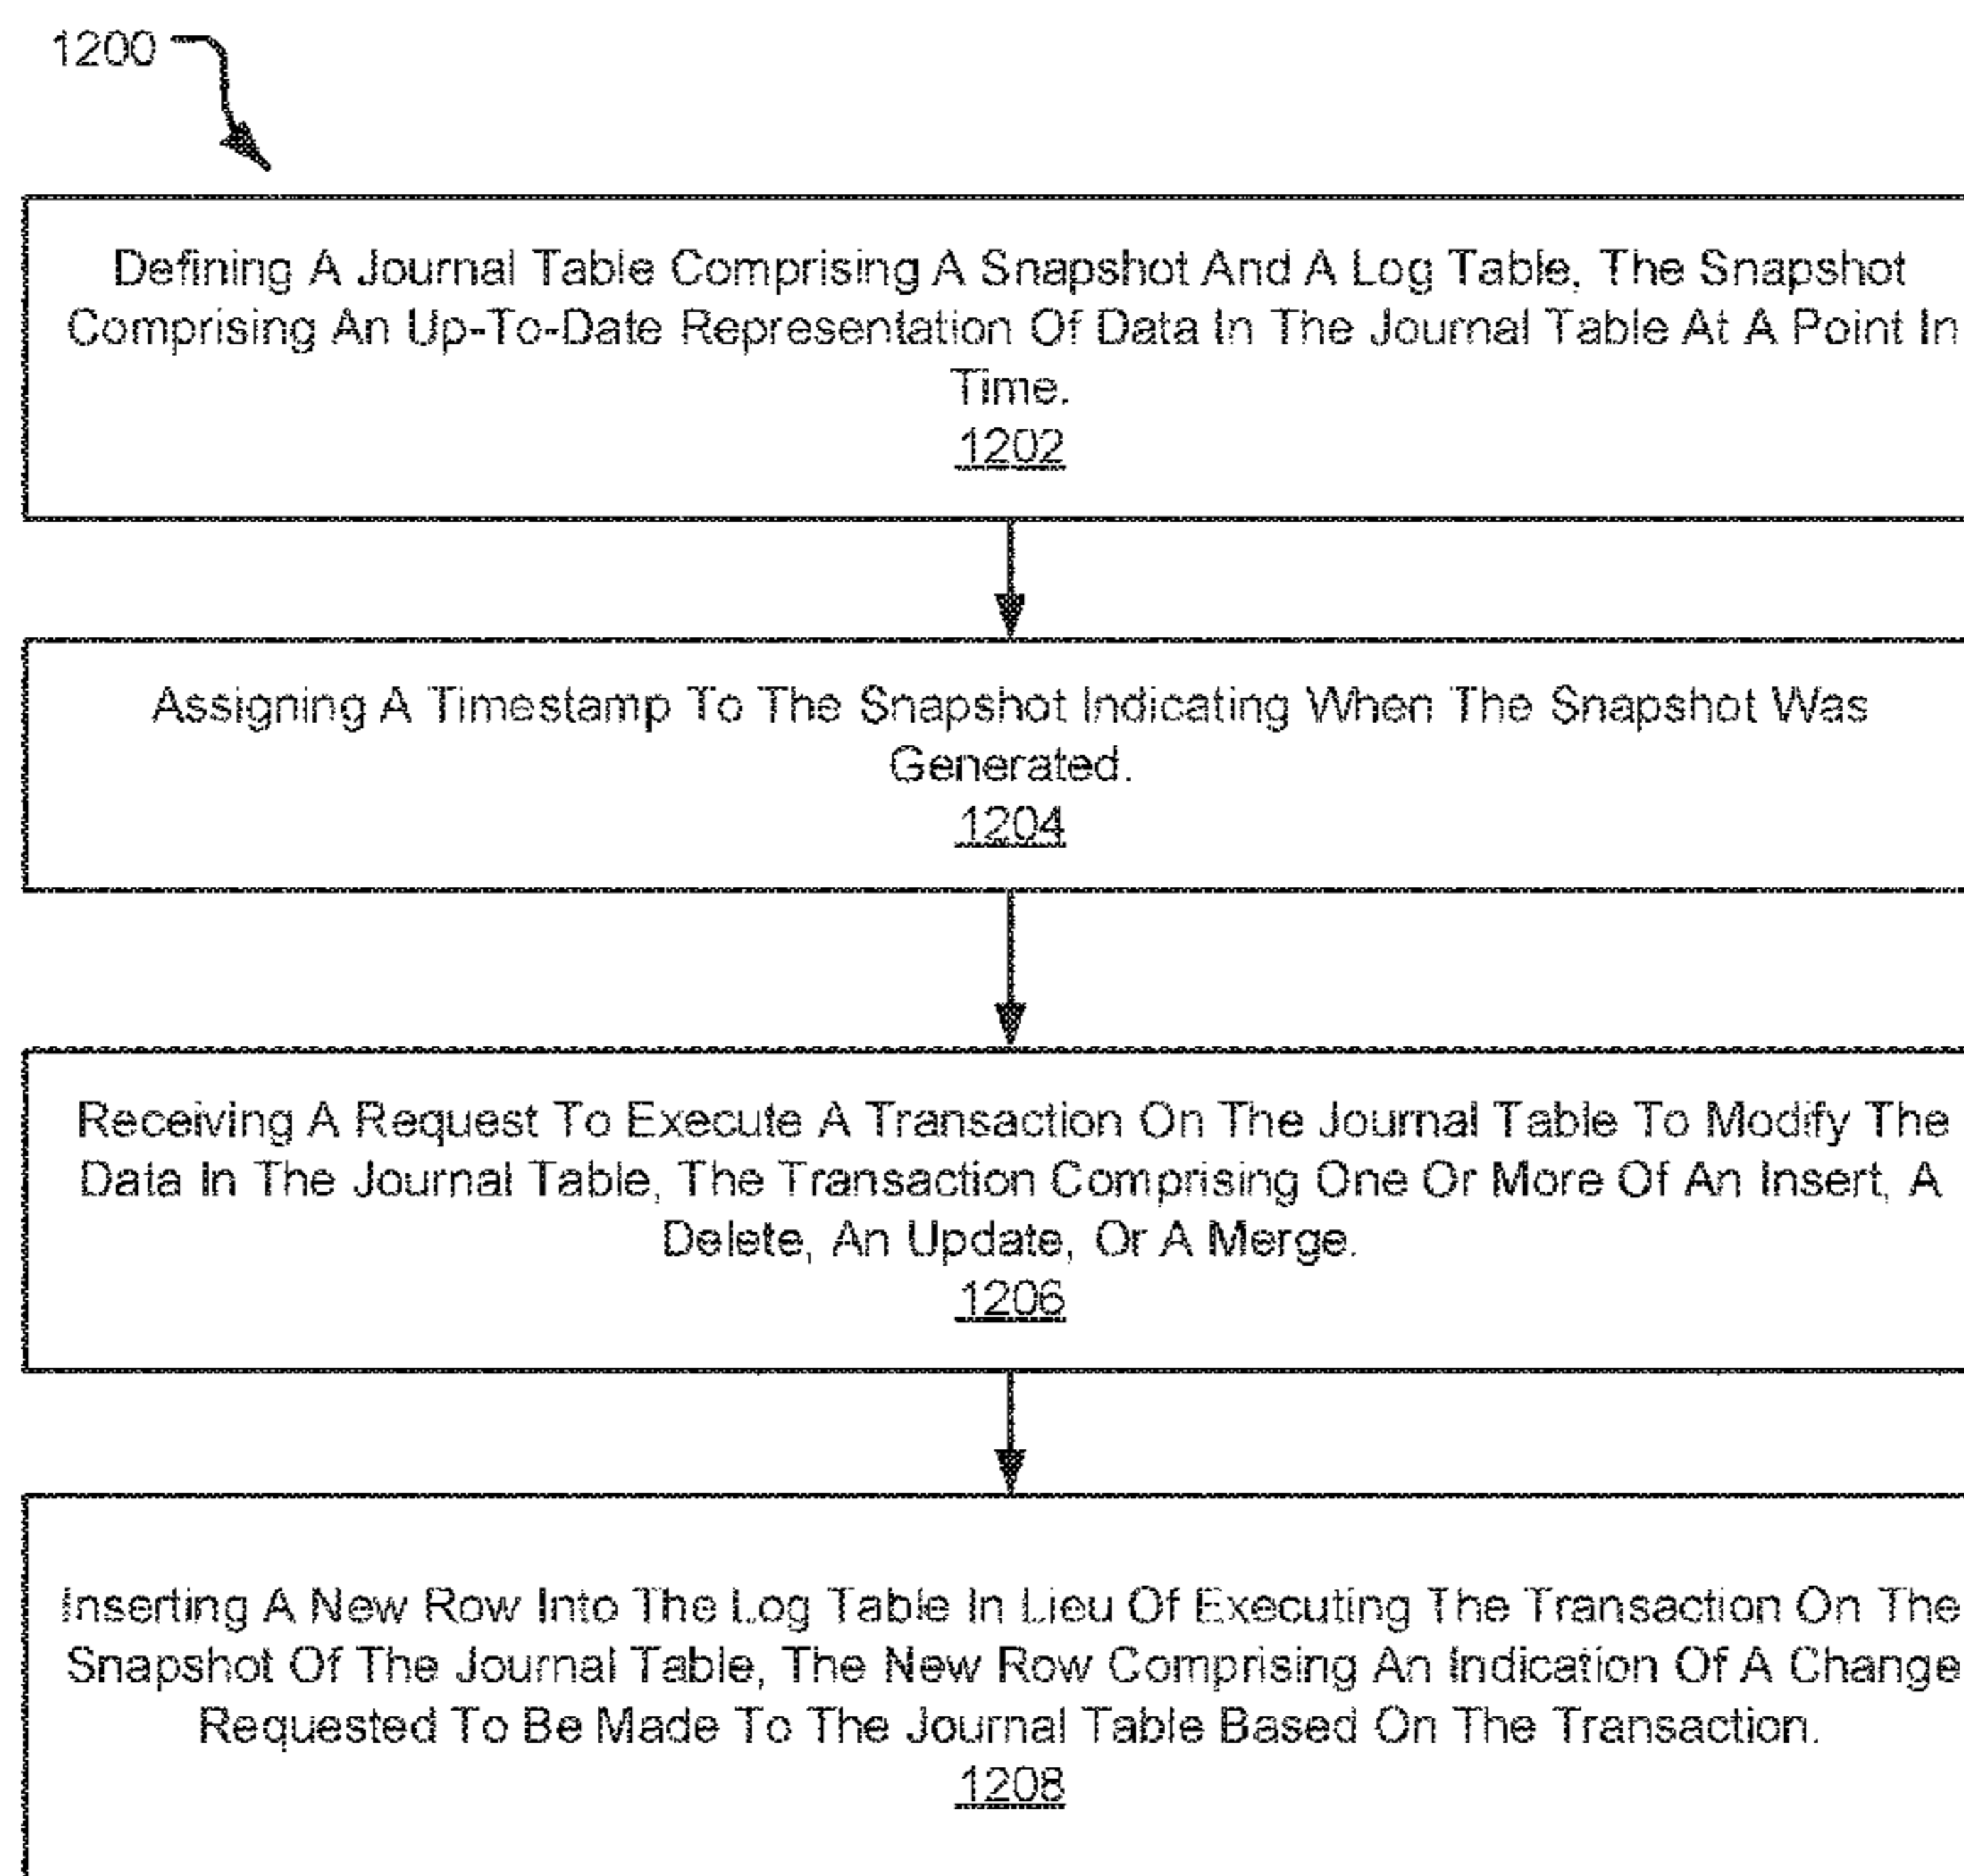 1200
Defining A Journal Table Comprising A Snapshot And A Log Table, The Snapshot
Comprising An Up-To-Date Representation Of Data In The Journal Table At A Point In
Time.
1202
Assigning A Timestamp To The Snapshot Indicating When The Snapshot Was
Generated.
1204
Receiving A Request To Execute A Transaction On The Journal Table To Modify The
Data In The Journal Table, The Transaction Comprising One Or More Of An Insert, A
Delete, An Update, Or A Merge.
1206
Inserting A New Row Into The Log Table In Lieu Of Executing The Transaction On The
Snapshot Of The Journal Table, The New Row Comprising An Indication Of A Change
Requested To Be Made To The Journal Table Based On The Transaction.
1208